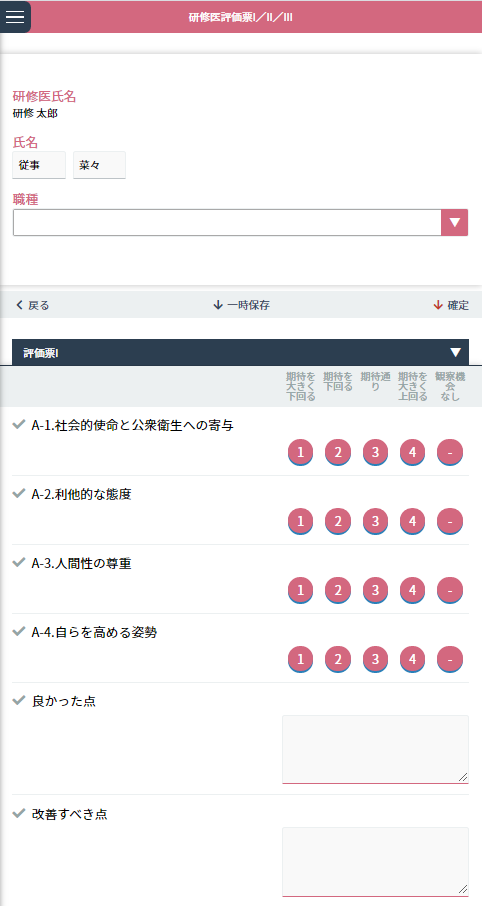 研修医評価票I／II／III
研修医氏名
研修 太郎
氏名
従事 菜々
職種
戻る 一時保存 確定
評価票I
期待を大きく下回る 期待を下回る 期待通り 期待を大きく上回る 観察機会なし
A-1.社会的使命と公衆衛生への寄与
1 2 3 4 -
A-2.利他的な態度
1 2 3 4 -
A-3.人間性の尊重
1 2 3 4 -
A-4.自らを高める姿勢
1 2 3 4 -
良かった点
改善すべき点